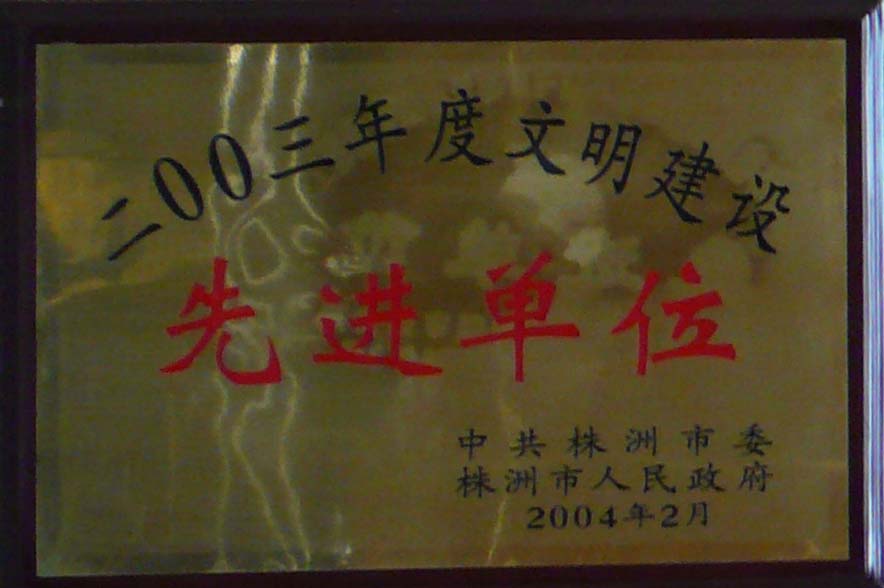 二00三年度文明建设
先进单位
中共株洲市委
株洲市人民政府
2004年2月